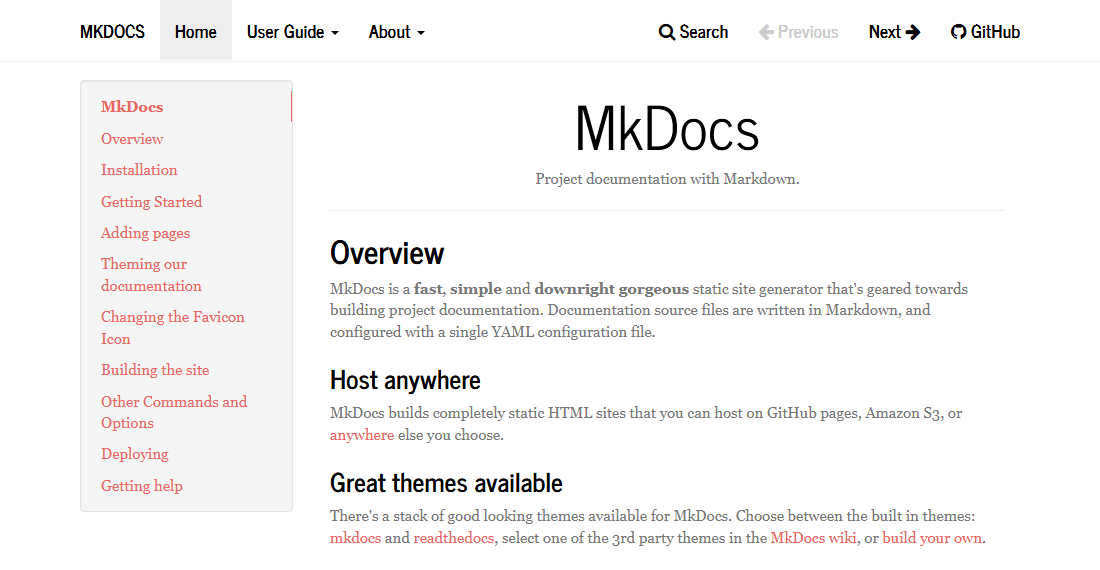 MKDOCS Home User Guide About Search Previous Next GitHub
MkDocs
Overview
Installation
Getting Started
Adding pages
Theming our
documentation
Changing the Favicon
Icon
Building the site
Other Commands and
Options
Deploying
Getting help
MkDocs
Project documentation with Markdown.
Overview
MkDocs is a fast, simple and downright gorgeous static site generator that's geared towards
building project documentation. Documentation source files are written in Markdown, and
configured with a single YAML configuration file.
Host anywhere
MkDocs builds completely static HTML sites that you can host on GitHub pages, Amazon S3, or
anywhere else you choose.
Great themes available
There's a stack of good looking themes available for MkDocs. Choose between the built in themes:
mkdocs and readthedocs, select one of the 3rd party themes in the MkDocs wiki, or build your own.